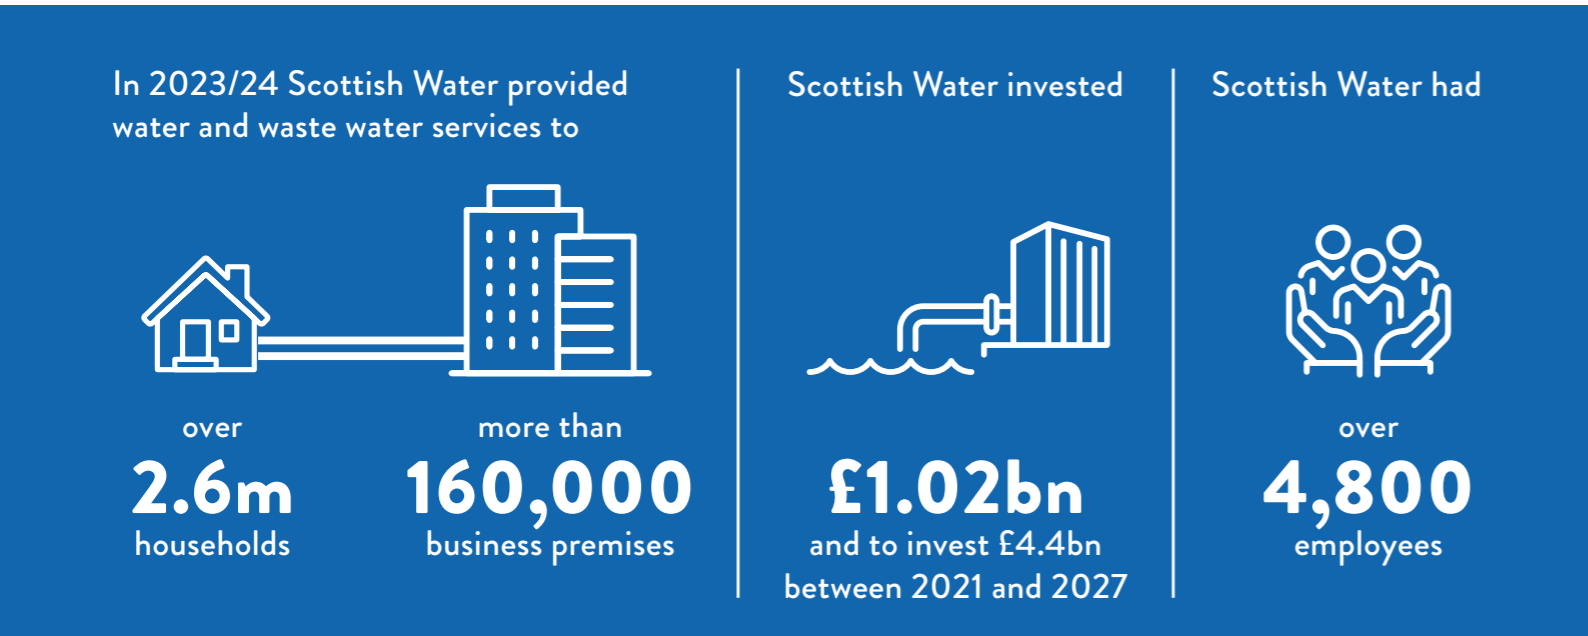 In 2023/24 Scottish Water provided
water and waste water services to
over
2.6m
households
more than
160,000
business premises
Scottish Water invested
£1.02bn
and to invest £4.4bn
between 2021 and 2027
Scottish Water had
over
4,800
employees